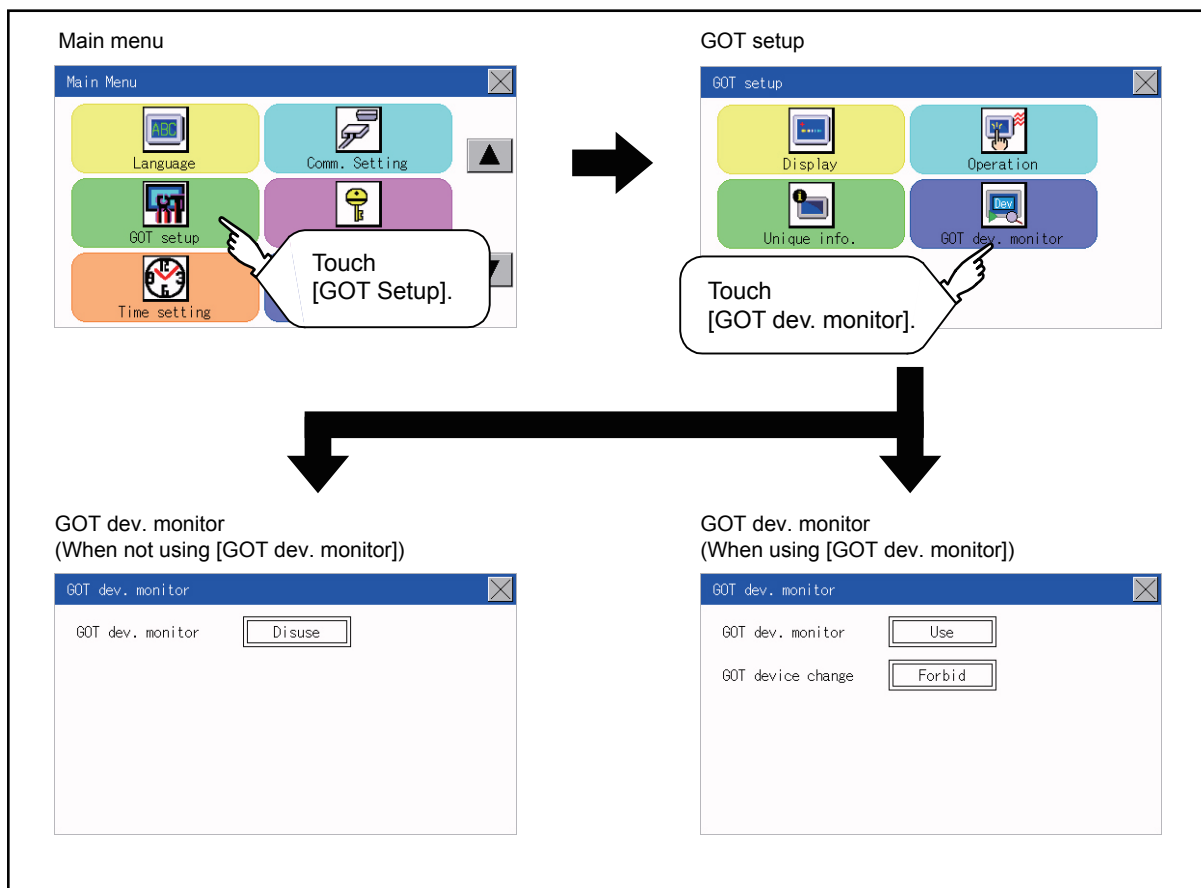 Main menu
Main Menu
ABC
Language
Comm. Setting
GOT setup
Time setting
Touch
[GOT Setup].
GOT setup
GOT setup
Display
Operation
Unique info.
Dev
GOT dev. monitor
Touch
[GOT dev. monitor].
GOT dev. monitor
(When not using [GOT dev. monitor])
GOT dev. monitor
GOT dev. monitor
Disuse
GOT dev. monitor
(When using [GOT dev. monitor])
GOT dev. monitor
GOT dev. monitor
Use
GOT device change
Forbid